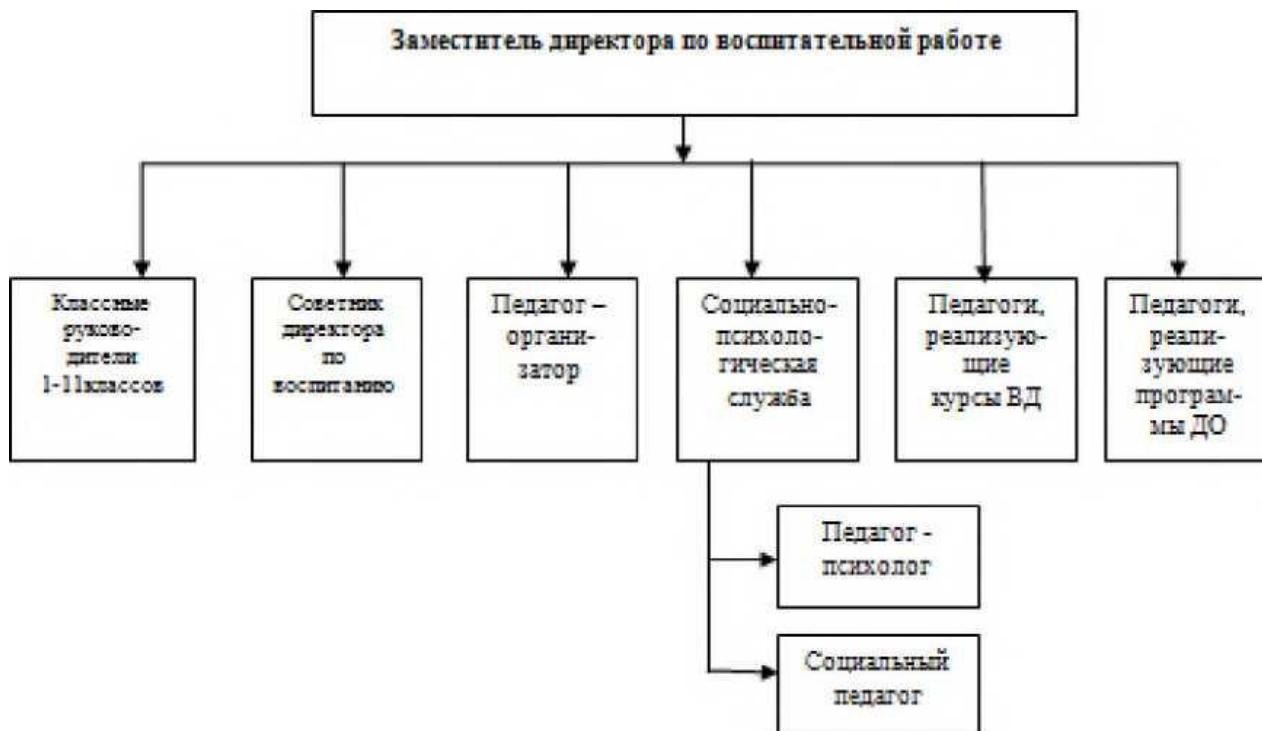 Заместитель директора по воспитательной работе
Классные
руково-
дители
1-11классов
Советник
директора
по
воспитанию
Педагог –
органи-
затор
Социально-
психоло-
гическая
служба
Педагоги,
реализую-
щие
курсы ВД
Педагоги,
реали-
зующие
програм-
мы ДО
Педагог -
психолог
Социальный
педагог